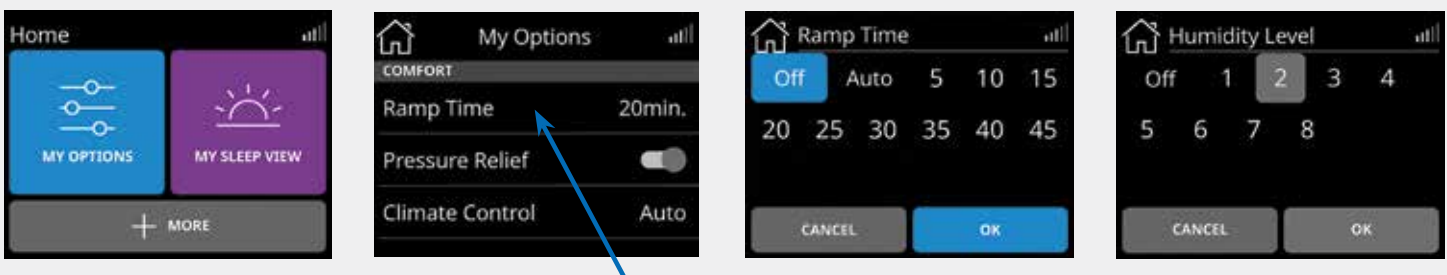 Home
MY OPTIONS
MY SLEEP VIEW
MORE
My Options
COMFORT
Ramp Time 20min.
Pressure Relief
Climate Control Auto
Ramp Time
Off Auto 5 10 15
20 25 30 35 40 45
CANCEL OK
Humidity Level
Off 1 2 3 4
5 6 7 8
CANCEL OK